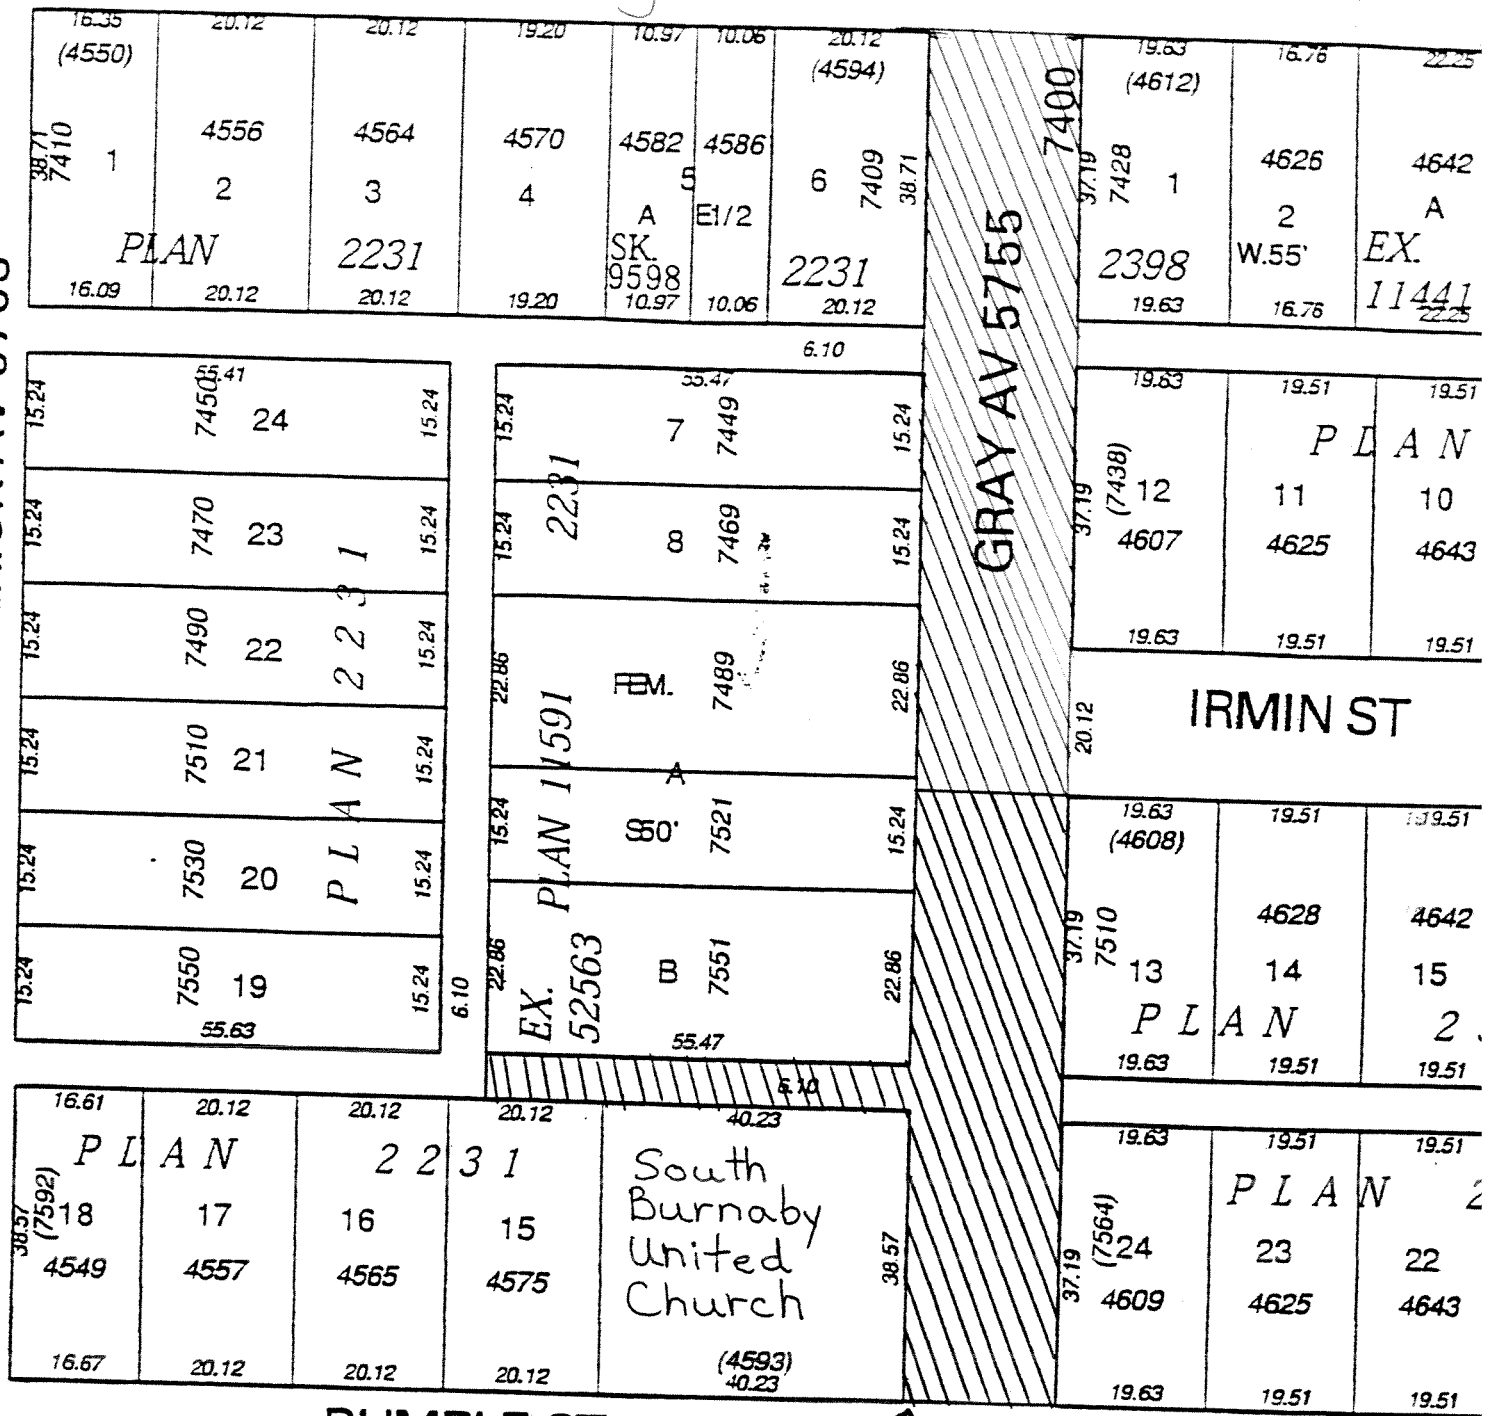 16.35 20.12 20.12 19.20 10.97 10.06 20.12
(4550) (4594)
38.71 7410 1
4556 2
4564 3
4570 4
4582 4586
5
A E1/2
SK.
9598
6 7409 38.71
PLAN 2231 2231
16.09 20.12 20.12 19.20 10.97 10.06 20.12
7400
GRAY AV 5755
19.63 16.76 22.25
(4612)
37.19 7428 1
4626 2
W.55'
4642 A
2398 EX.
11441
19.63 16.76 22.25
6.10
55.41
15.24 7450 24 15.24
15.24 7470 23 15.24
15.24 7490 22 15.24
15.24 7510 21 15.24
15.24 7530 20 15.24
15.24 7550 19 15.24
55.63
PLAN 2231
6.10
55.47
15.24 7 7449 15.24
15.24 8 7469 15.24
2231
22.86 REM. 7489 22.86
A
15.24 S50' 7521 15.24
PLAN 11591
22.86 B 7551 22.86
EX. 52563
55.47
6.10
19.63 19.51 19.51
PLAN
37.19 (7438) 12 11 10
4607 4625 4643
19.63 19.51 19.51
20.12 IRMIN ST
19.63 19.51 19.51
(4608)
4628 4642
37.19 7510 13 14 15
PLAN 2
19.63 19.51 19.51
16.61 20.12 20.12 20.12 40.23
PLAN 2231
38.57 (7592) 18 17 16 15
4549 4557 4565 4575
South
Burnaby
United
Church
38.57
(4593)
16.67 20.12 20.12 20.12 40.23
19.63 19.51 19.51
PLAN 2
37.19 (7564) 24 23 22
4609 4625 4643
19.63 19.51 19.51